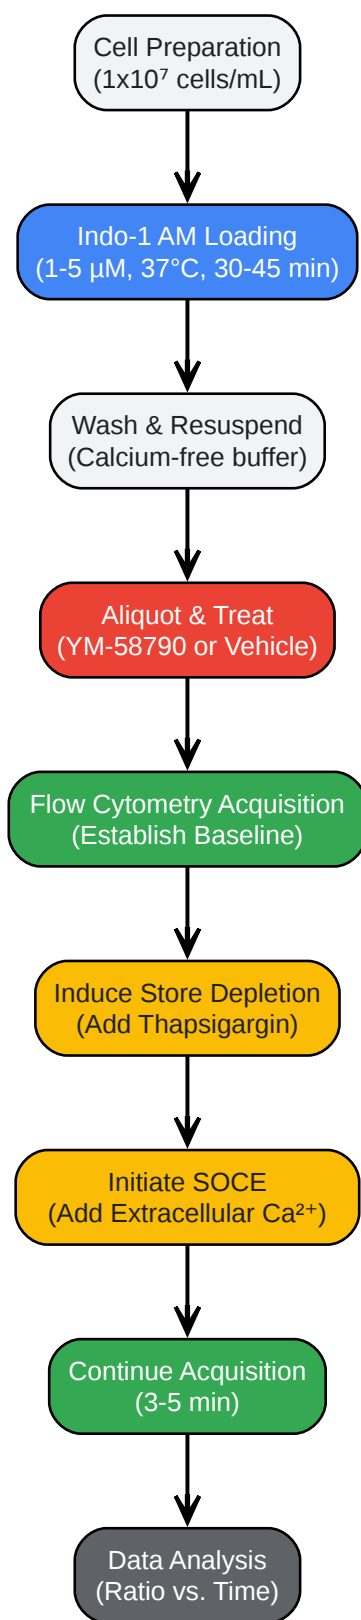 Cell Preparation
(1x10⁷ cells/mL)
Indo-1 AM Loading
(1-5 µM, 37°C, 30-45 min)
Wash & Resuspend
(Calcium-free buffer)
Aliquot & Treat
(YM-58790 or Vehicle)
Flow Cytometry Acquisition
(Establish Baseline)
Induce Store Depletion
(Add Thapsigargin)
Initiate SOCE
(Add Extracellular Ca²⁺)
Continue Acquisition
(3-5 min)
Data Analysis
(Ratio vs. Time)